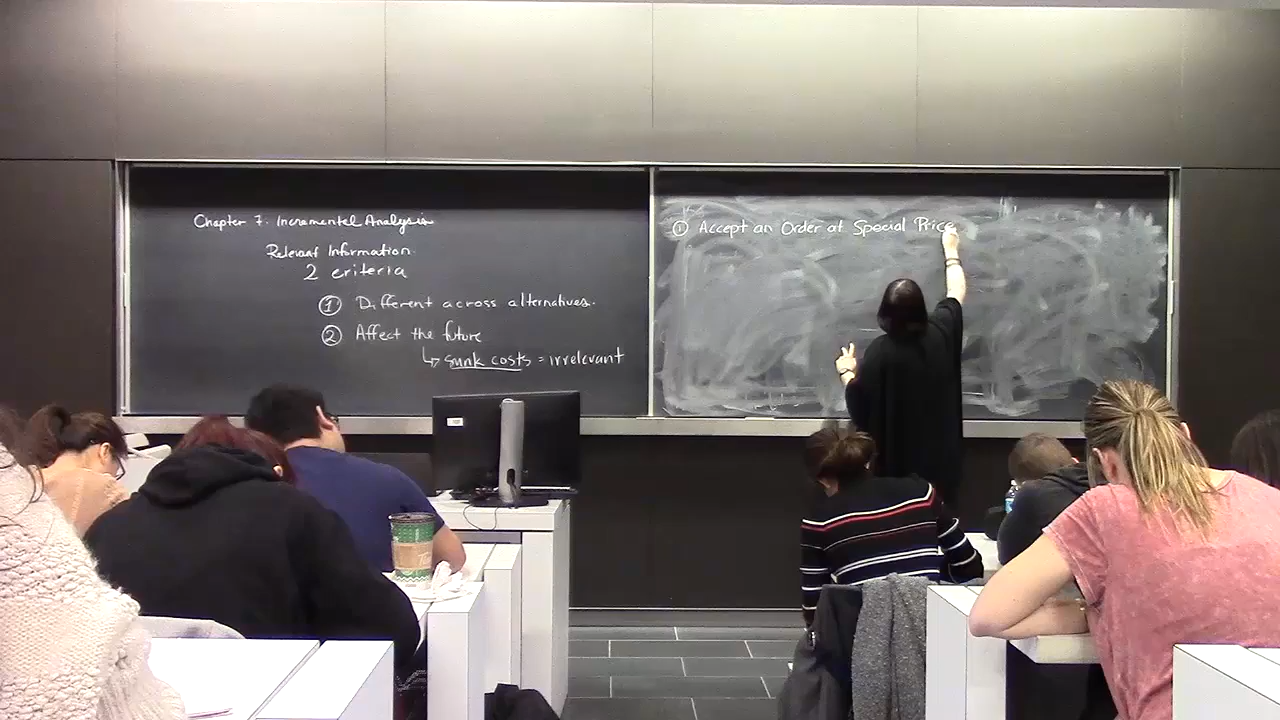 Chapter 7. Incremental Analysis
Relevant Information.
2 criteria
① Different across alternatives.
② Affect the future
↳ sunk costs = irrelevant
① Accept an Order at Special Price